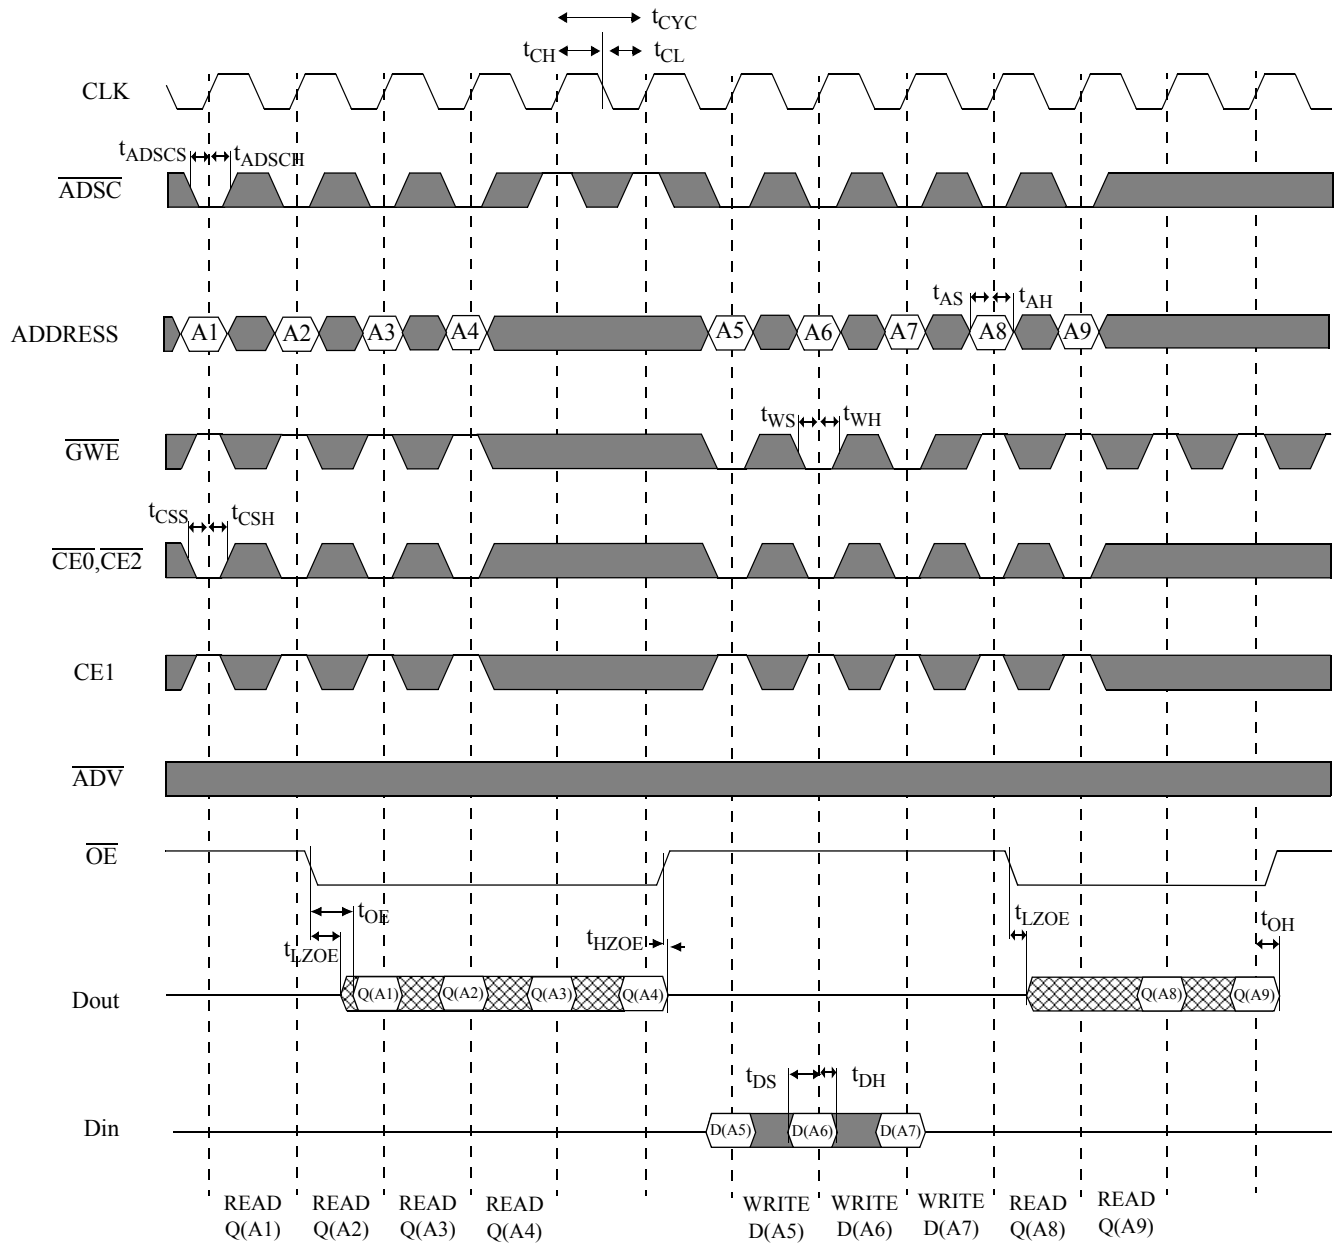 tCYC
tCH
tCL
CLK
tADSCS
tADSCH
ADSC
tAS
tAH
ADDRESS
A1
A2
A3
A4
A5
A6
A7
A8
A9
tWS
tWH
GWE
tCSS
tCSH
CE0,CE2
CE1
ADV
OE
tOE
tLZOE
tHZOE
tLZOE
tOH
Dout
Q(A1)
Q(A2)
Q(A3)
Q(A4)
Q(A8)
Q(A9)
tDS
tDH
Din
D(A5)
D(A6)
D(A7)
READ
Q(A1)
READ
Q(A2)
READ
Q(A3)
READ
Q(A4)
WRITE
D(A5)
WRITE
D(A6)
WRITE
D(A7)
READ
Q(A8)
READ
Q(A9)